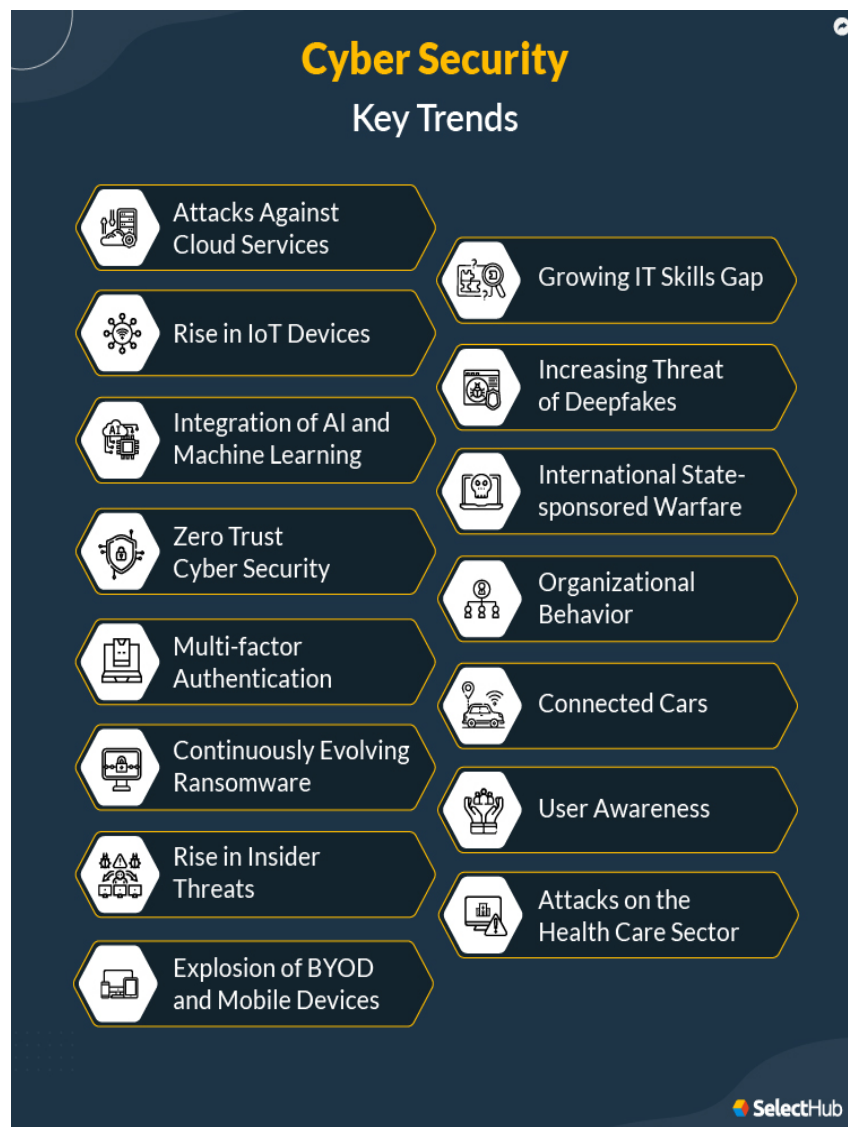 Cyber Security
Key Trends
Attacks Against
Cloud Services
Rise in IoT Devices
Integration of AI and
Machine Learning
Zero Trust
Cyber Security
Multi-factor
Authentication
Continuously Evolving
Ransomware
Rise in Insider
Threats
Explosion of BYOD
and Mobile Devices
Growing IT Skills Gap
Increasing Threat
of Deepfakes
International State-
sponsored Warfare
Organizational
Behavior
Connected Cars
User Awareness
Attacks on the
Health Care Sector
AI
SelectHub